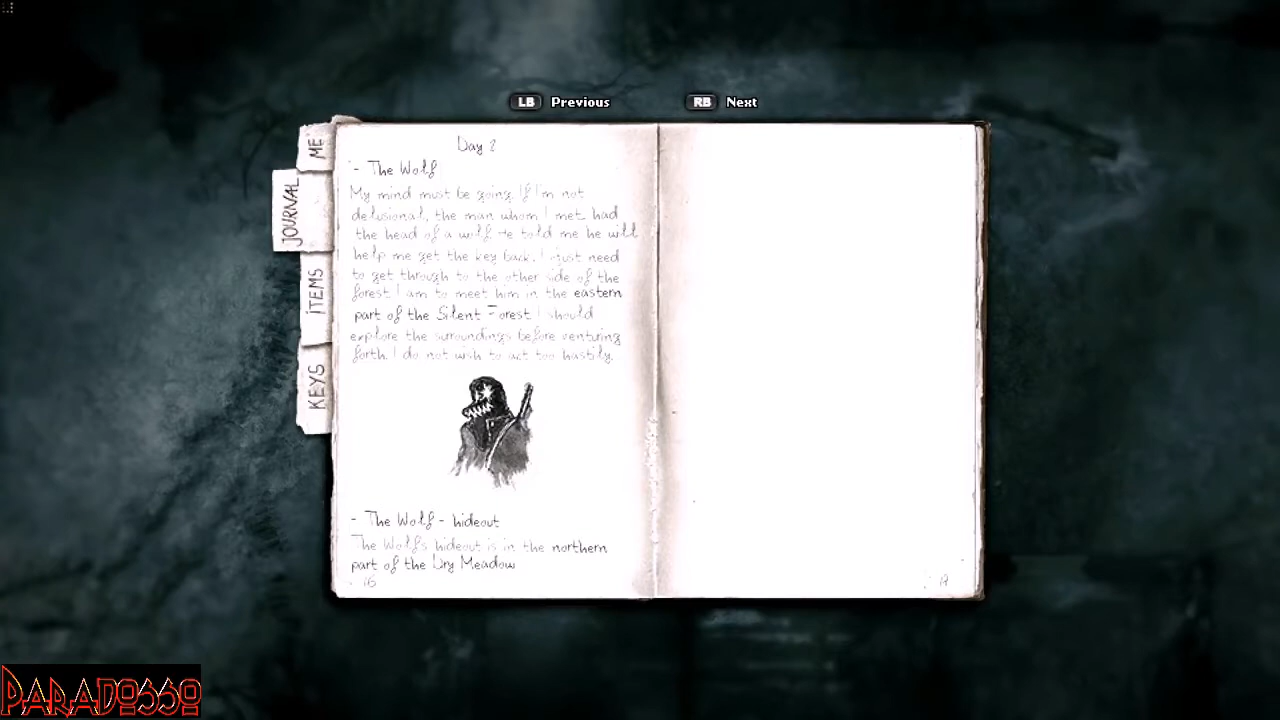 LB Previous RB Next
ME
JOURNAL
ITEMS
KEYS
Day 2
- The Wolf
My mind must be going. If I'm not
delusional, the man whom I met had
the head of a wolf. He told me he will
help me get the key back. I just need
to get through to the other side of the
forest. I am to meet him in the eastern
part of the Silent Forest. I should
explore the surroundings before venturing
forth. I do not wish to act too hastily.
- The Wolf - hideout
The Wolf's hideout is in the northern
part of the Dry Meadow
16
17
PARADOSSO